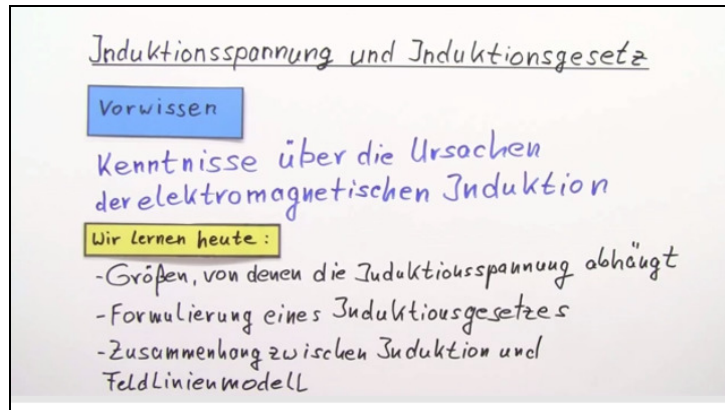 Induktionsspannung und Induktionsgesetz
Vorwissen
Kenntnisse über die Ursachen
der elektromagnetischen Induktion
Wir lernen heute:
-Größen, von denen die Induktionsspannung abhängt
-Formulierung eines Induktionsgesetzes
-Zusammenhang zwischen Induktion und
Feldlinienmodell